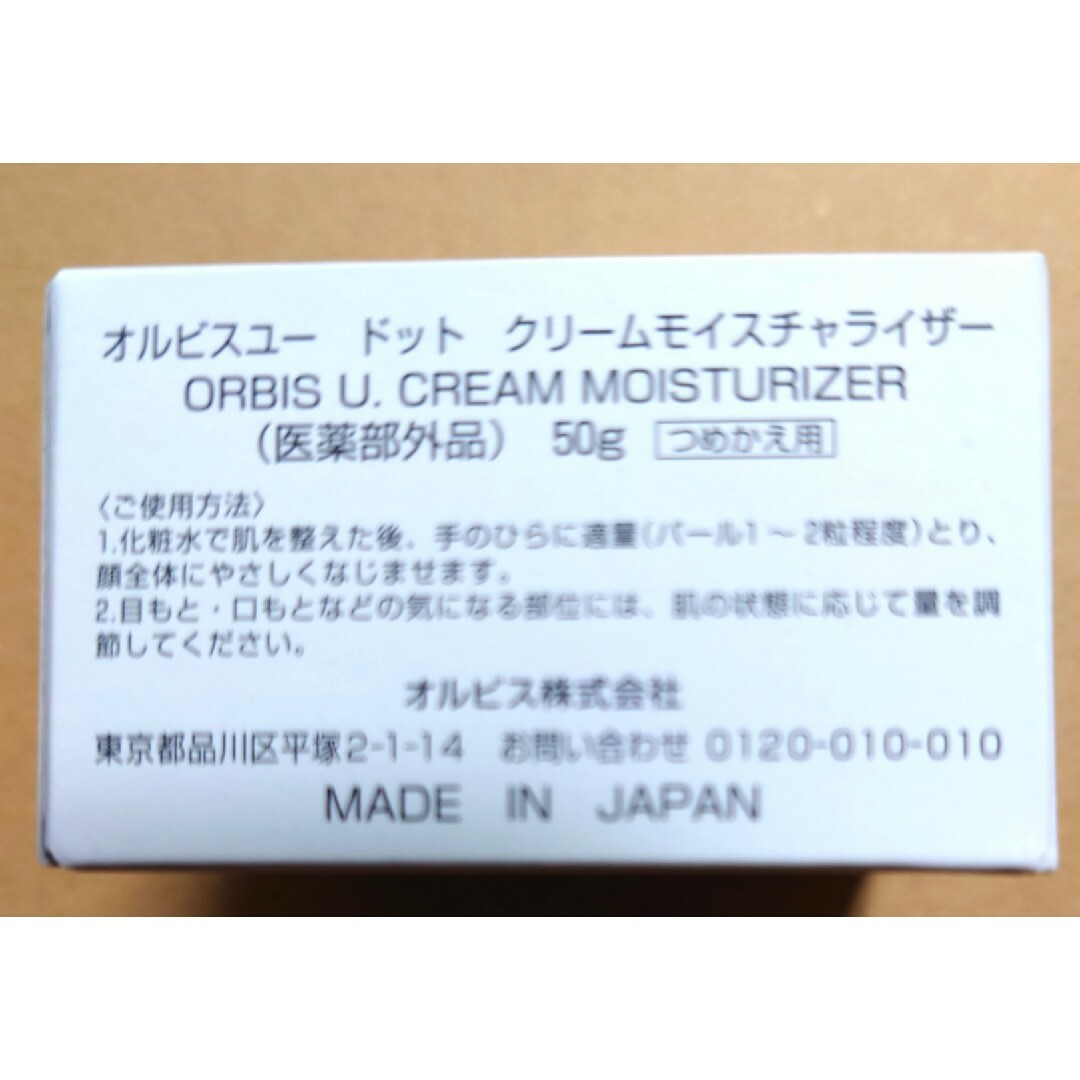 オルビスユー　ドット　クリームモイスチャライザー
ORBIS U. CREAM MOISTURIZER
（医薬部外品）　50g　つめかえ用
〈ご使用方法〉
1.化粧水で肌を整えた後、手のひらに適量(パール1～2粒程度)とり、
顔全体にやさしくなじませます。
2.目もと・口もとなどの気になる部位には、肌の状態に応じて量を調
節してください。
オルビス株式会社
東京都品川区平塚2-1-14　お問い合わせ 0120-010-010
MADE IN JAPAN